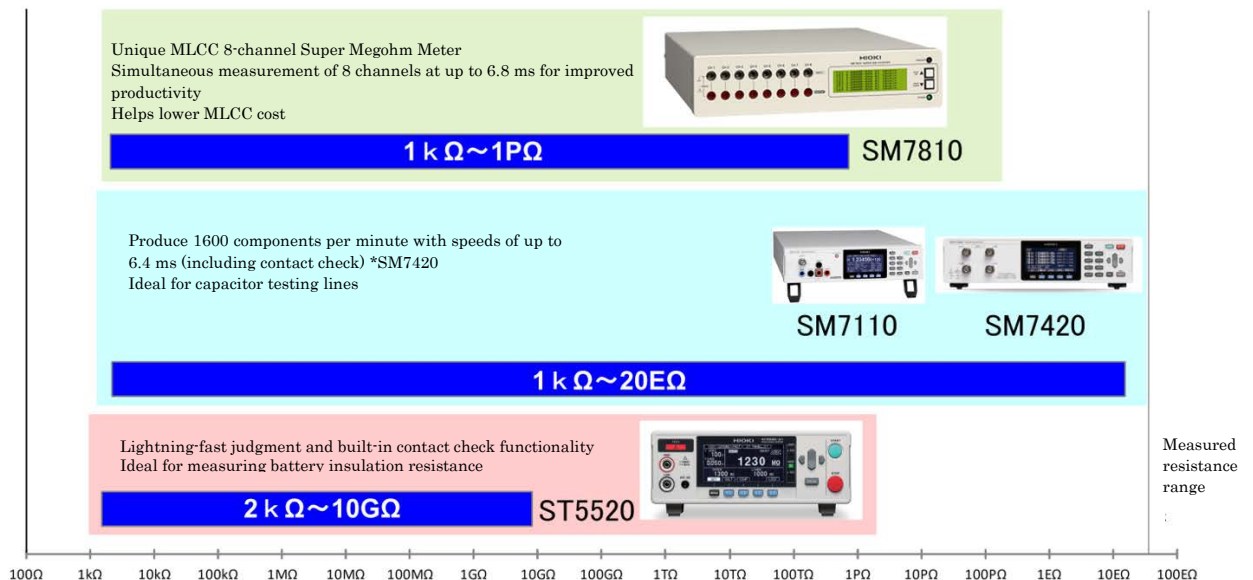 Unique MLCC 8-channel Super Megohm Meter
Simultaneous measurement of 8 channels at up to 6.8 ms for improved
productivity
Helps lower MLCC cost
HIOKI
1kΩ～1PΩ
SM7810
Produce 1600 components per minute with speeds of up to
6.4 ms (including contact check) *SM7420
Ideal for capacitor testing lines
SM7110
SM7420
1kΩ～20EΩ
Lightning-fast judgment and built-in contact check functionality
Ideal for measuring battery insulation resistance
2kΩ～10GΩ
ST5520
HIOKI
1230 MΩ
Measured
resistance
range
100Ω 1kΩ 10kΩ 100kΩ 1MΩ 10MΩ 100MΩ 1GΩ 10GΩ 100GΩ 1TΩ 10TΩ 100TΩ 1PΩ 10PΩ 100PΩ 1EΩ 10EΩ 100EΩ